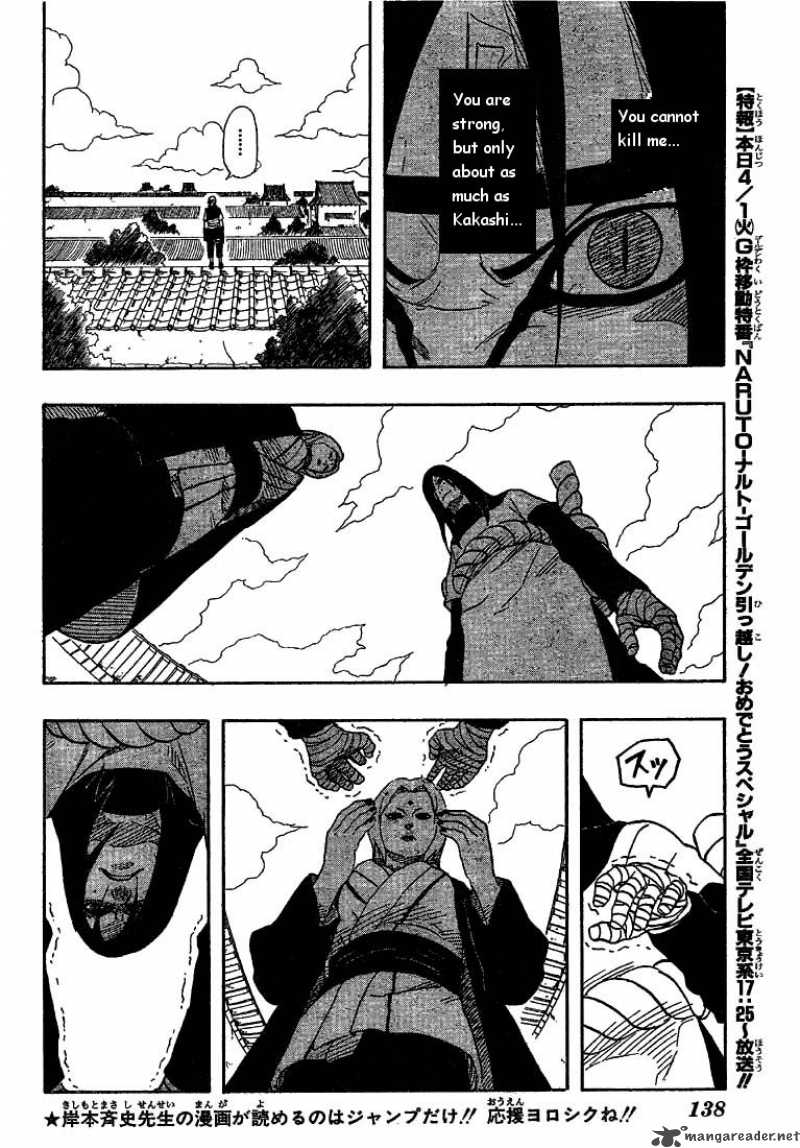 You cannot
kill me...
You are
strong,
but only
about as
much as
Kakashi...
‥‥‥
スッ
【特報】本日4/1㊋G枠移動特番『NARUTO-ナルト-ゴールデン引っ越し!おめでとうスペシャル』全国テレビ東京系17:25~放送!!
★岸本斉史先生の漫画が読めるのはジャンプだけ!! 応援ヨロシクね!!
138
mangareader.net